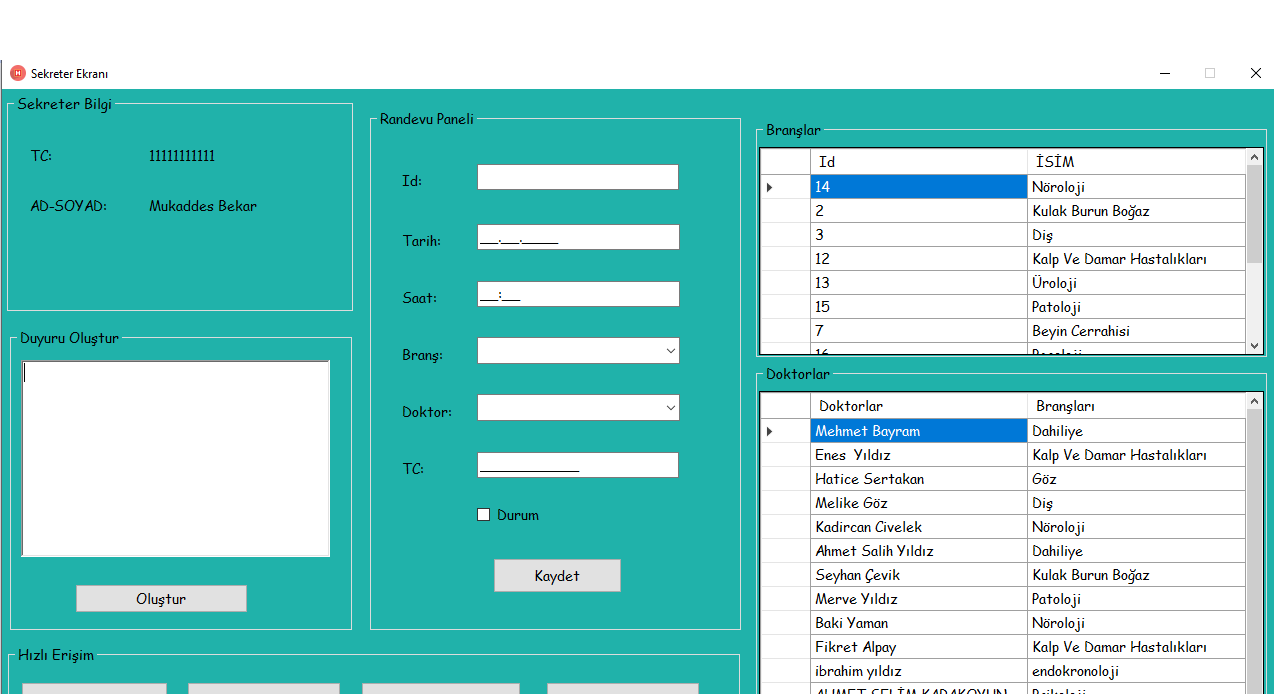 Sekreter Ekranı
Sekreter Bilgi
TC: 11111111111
AD-SOYAD: Mukaddes Bekar
Duyuru Oluştur
Oluştur
Hızlı Erişim
Randevu Paneli
Id:
Tarih: __.__.____
Saat: __:__
Branş:
Doktor:
TC: ___________
Durum
Kaydet
Branşlar
Id İSİM
14 Nöroloji
2 Kulak Burun Boğaz
3 Diş
12 Kalp Ve Damar Hastalıkları
13 Üroloji
15 Patoloji
7 Beyin Cerrahisi
16
Doktorlar
Doktorlar Branşları
Mehmet Bayram Dahiliye
Enes Yıldız Kalp Ve Damar Hastalıkları
Hatice Sertakan Göz
Melike Göz Diş
Kadircan Civelek Nöroloji
Ahmet Salih Yıldız Dahiliye
Seyhan Çevik Kulak Burun Boğaz
Merve Yıldız Patoloji
Baki Yaman Nöroloji
Fikret Alpay Kalp Ve Damar Hastalıkları
ibrahim yıldız endokronoloji
AHMET SELİM KARAKOYUN Psikoloji